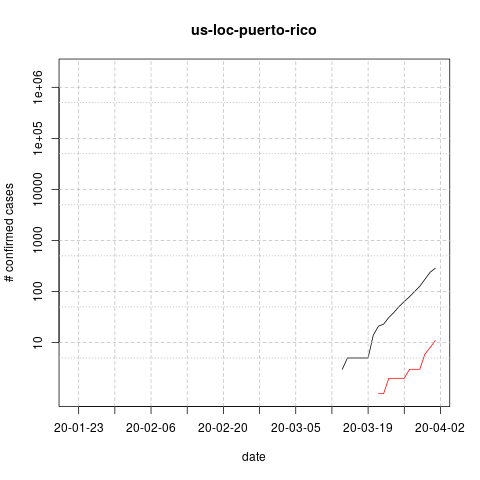 us-loc-puerto-rico
# confirmed cases
1e+06
1e+05
10000
1000
100
10
20-01-23 20-02-06 20-02-20 20-03-05 20-03-19 20-04-02
date